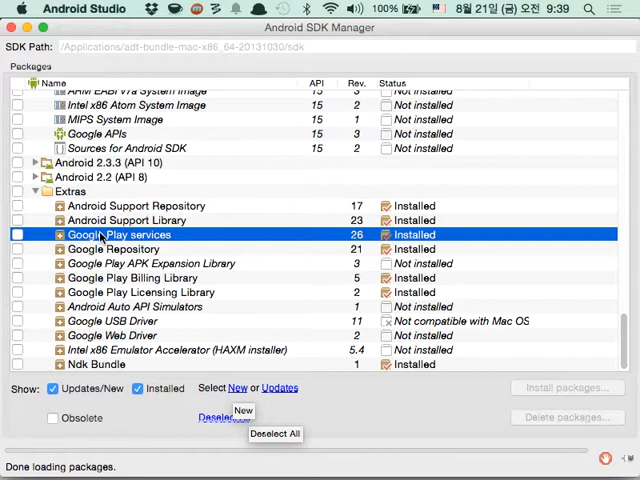 Android Studio 100% 8월 21일 (금) 오전 9:39
Android SDK Manager
SDK Path: /Applications/adt-bundle-mac-x86_64-20131030/sdk
Packages
Name API Rev. Status
ARM EABI v7a System Image 15 3 Not installed
Intel x86 Atom System Image 15 2 Not installed
MIPS System Image 15 1 Not installed
Google APIs 15 3 Not installed
Sources for Android SDK 15 2 Not installed
Android 2.3.3 (API 10)
Android 2.2 (API 8)
Extras
Android Support Repository 17 Installed
Android Support Library 23 Installed
Google Play services 26 Installed
Google Repository 21 Installed
Google Play APK Expansion Library 3 Not installed
Google Play Billing Library 5 Installed
Google Play Licensing Library 2 Installed
Android Auto API Simulators 1 Not installed
Google USB Driver 11 Not compatible with Mac OS
Google Web Driver 2 Not installed
Intel x86 Emulator Accelerator (HAXM installer) 5.4 Not installed
Ndk Bundle 1 Installed
Show: Updates/New Installed Select New or Updates Install packages...
New
Obsolete Delete packages...
Deselect All
Done loading packages.